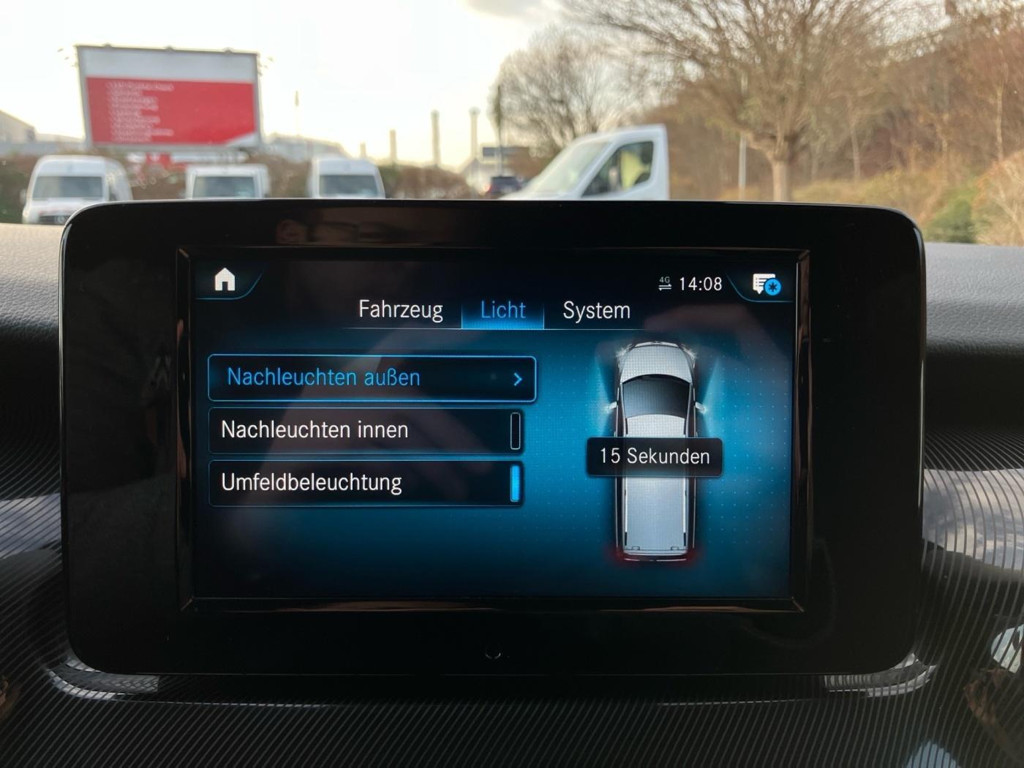 4G 14:08
Fahrzeug Licht System
Nachleuchten außen
Nachleuchten innen
15 Sekunden
Umfeldbeleuchtung